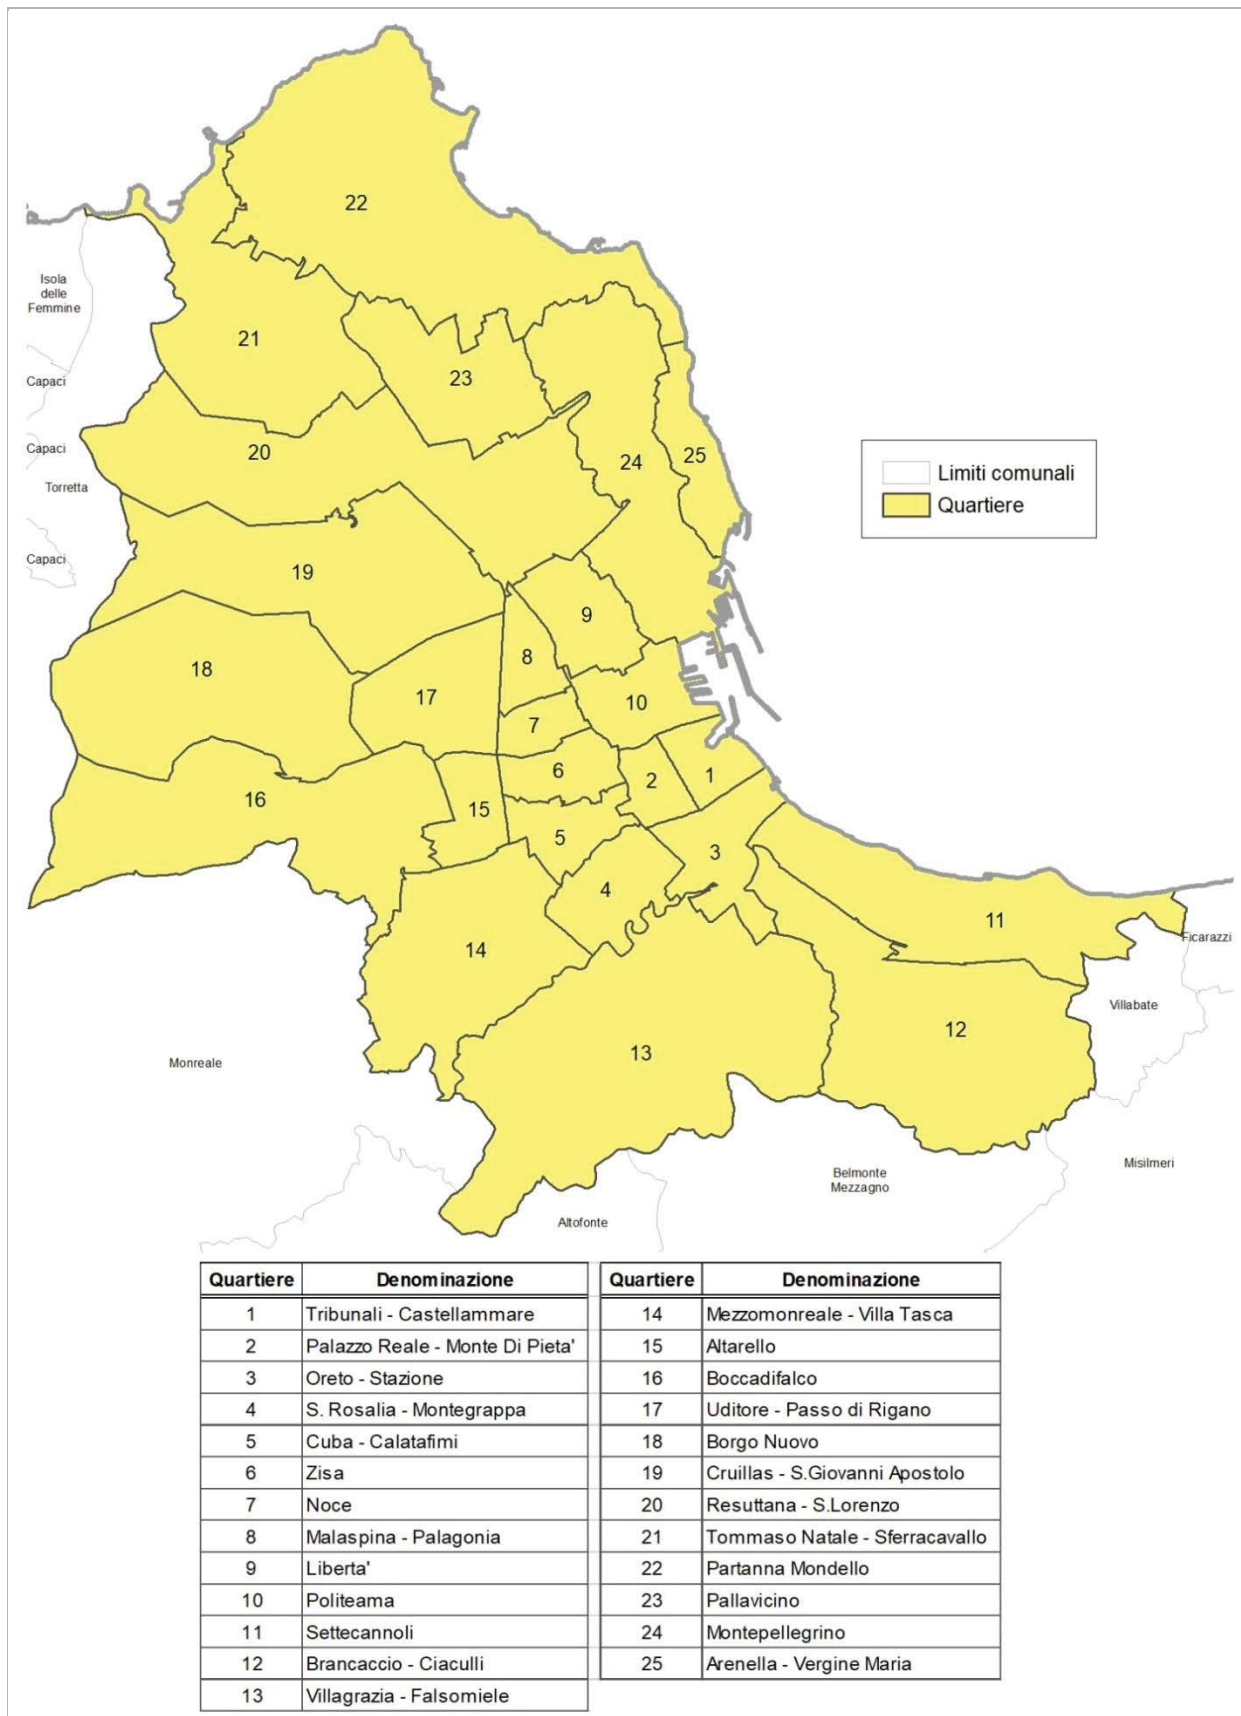 22
Isola
delle
Femmine
21
23
Capaci
20
24
25
Capaci
Torretta
Limiti comunali
Quartiere
Capaci
19
9
8
18
17
10
7
6
2
1
16
15
5
3
4
11
14
Ficarazzi
Villabate
12
13
Monreale
Misilmeri
Belmonte
Mezzagno
Altofonte
Quartiere Denominazione
1 Tribunali - Castellammare
2 Palazzo Reale - Monte Di Pieta'
3 Oreto - Stazione
4 S. Rosalia - Montegrappa
5 Cuba - Calatafimi
6 Zisa
7 Noce
8 Malaspina - Palagonia
9 Liberta'
10 Politeama
11 Settecannoli
12 Brancaccio - Ciaculli
13 Villagrazia - Falsomiele
Quartiere Denominazione
14 Mezzomonreale - Villa Tasca
15 Altarello
16 Boccadifalco
17 Uditore - Passo di Rigano
18 Borgo Nuovo
19 Cruillas - S.Giovanni Apostolo
20 Resuttana - S.Lorenzo
21 Tommaso Natale - Sferracavallo
22 Partanna Mondello
23 Pallavicino
24 Montepellegrino
25 Arenella - Vergine Maria